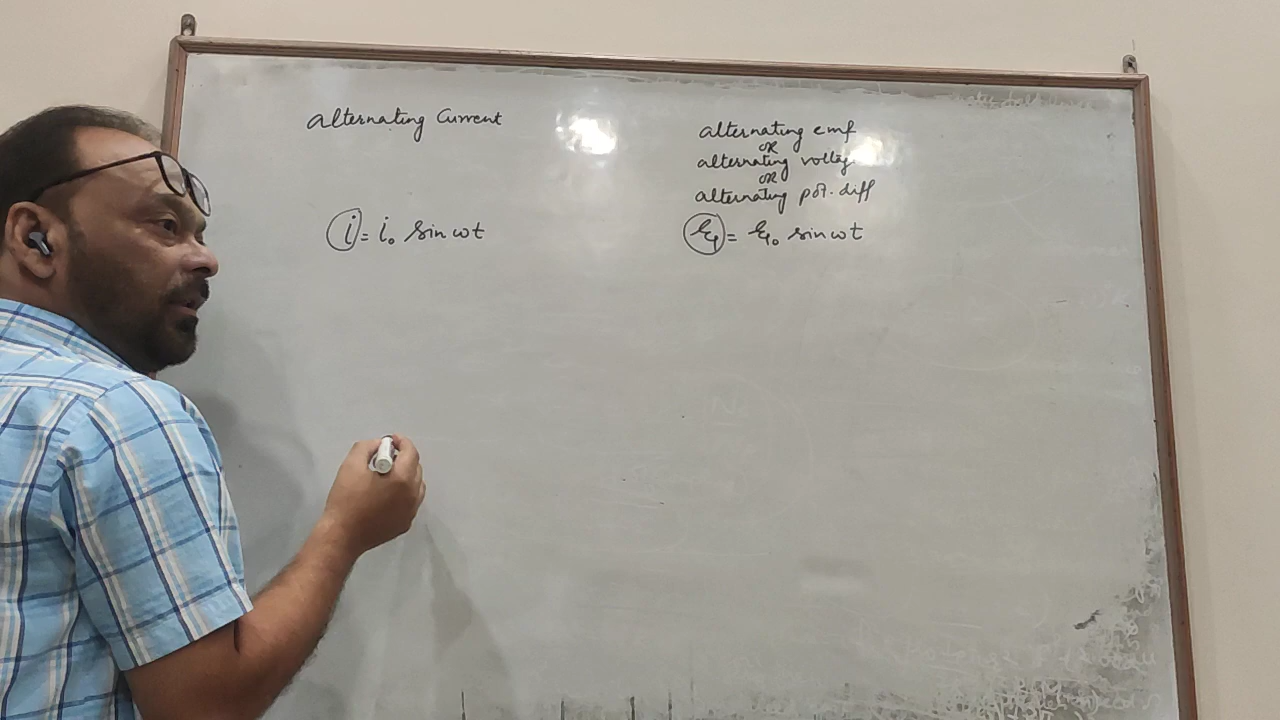 alternating Current
i = i₀ sin ωt
alternating emf
or
alternating voltage
or
alternating pot. diff
ℰ = ℰ₀ sin ωt